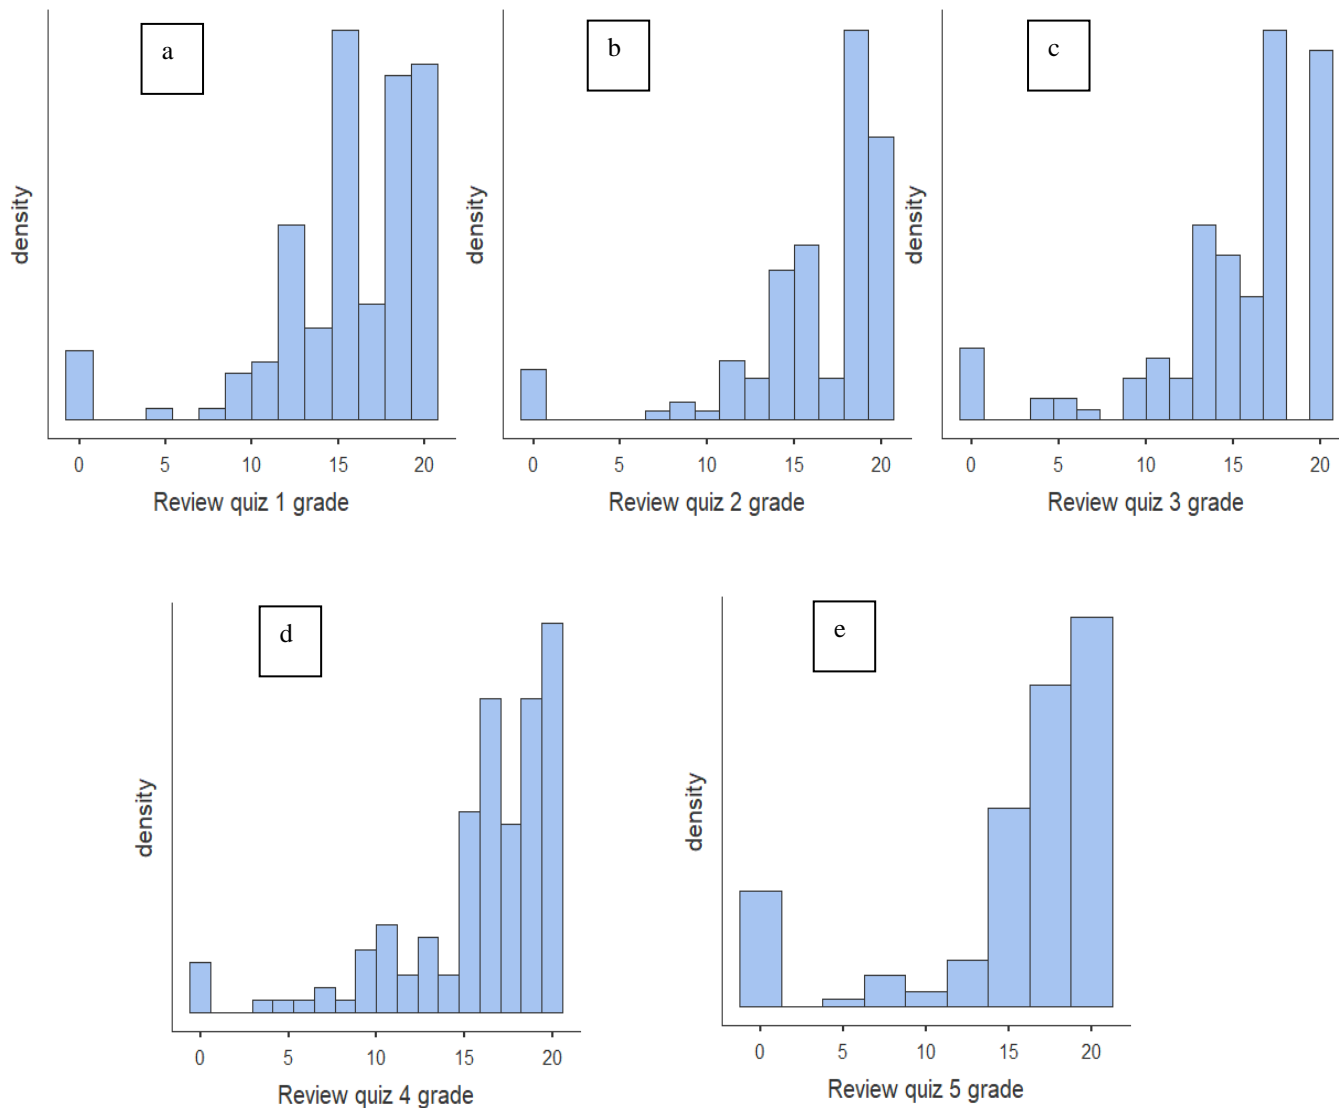 a
b
c
density
density
density
0 5 10 15 20
0 5 10 15 20
0 5 10 15 20
Review quiz 1 grade
Review quiz 2 grade
Review quiz 3 grade
d
e
density
density
0 5 10 15 20
0 5 10 15 20
Review quiz 4 grade
Review quiz 5 grade